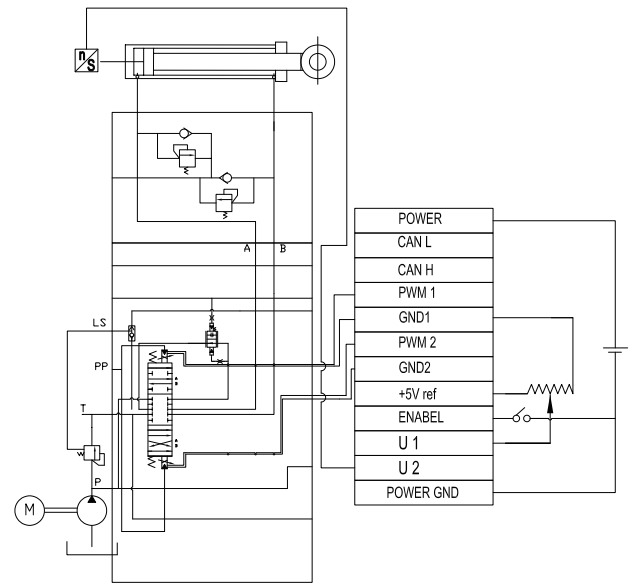 n
S
A
B
LS
PP
T
P
M
POWER
CAN L
CAN H
PWM 1
GND1
PWM 2
GND2
+5V ref
ENABEL
U 1
U 2
POWER GND